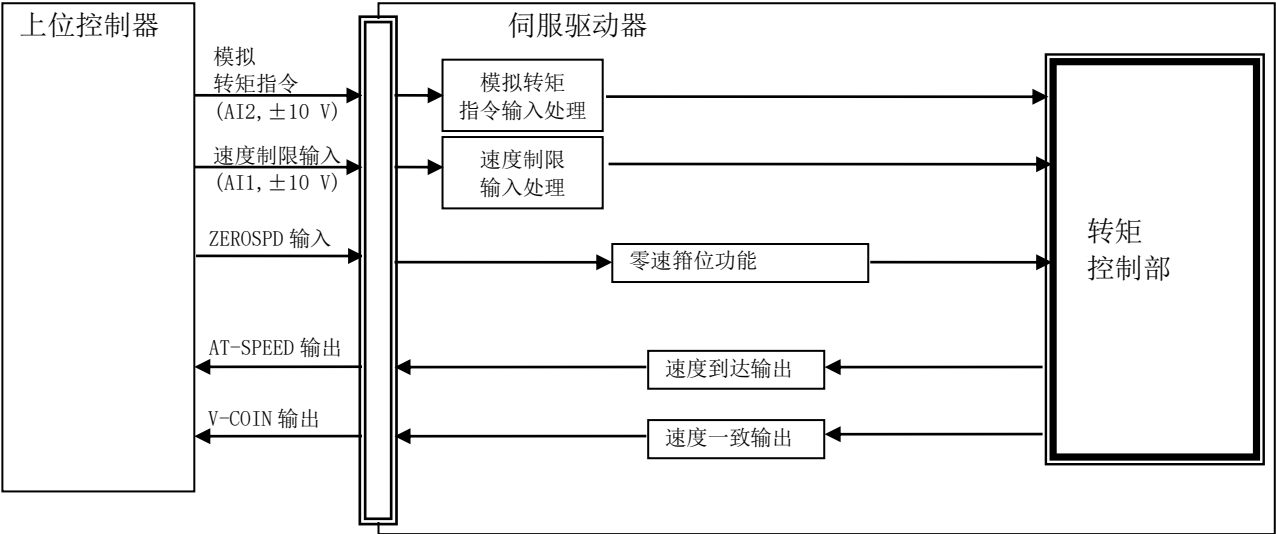 上位控制器
伺服驱动器
模拟
转矩指令
(AI2,±10 V)
模拟转矩
指令输入处理
速度制限输入
(AI1,±10 V)
速度制限
输入处理
ZEROSPD 输入
零速箝位功能
转矩
控制部
AT-SPEED 输出
速度到达输出
V-COIN 输出
速度一致输出